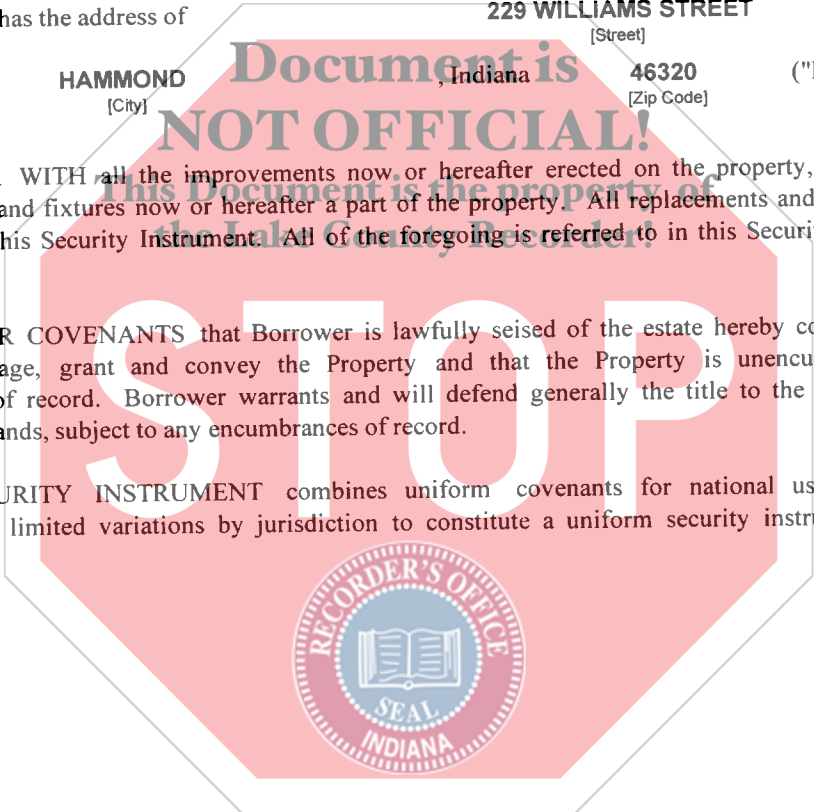 has the address of 229 WILLIAMS STREET
[Street]
HAMMOND , Indiana 46320 ("
[City] [Zip Code]
Document is
NOT OFFICIAL!
WITH all the improvements now or hereafter erected on the property,
This Document is the property of
and fixtures now or hereafter a part of the property. All replacements and
the Lake County Recorder!
his Security Instrument. All of the foregoing is referred to in this Securi
R COVENANTS that Borrower is lawfully seised of the estate hereby co
age, grant and convey the Property and that the Property is unencu
of record. Borrower warrants and will defend generally the title to the
ands, subject to any encumbrances of record.
STOP
URITY INSTRUMENT combines uniform covenants for national us
limited variations by jurisdiction to constitute a uniform security instru
RECORDER'S OFFICE
SEAL
INDIANA